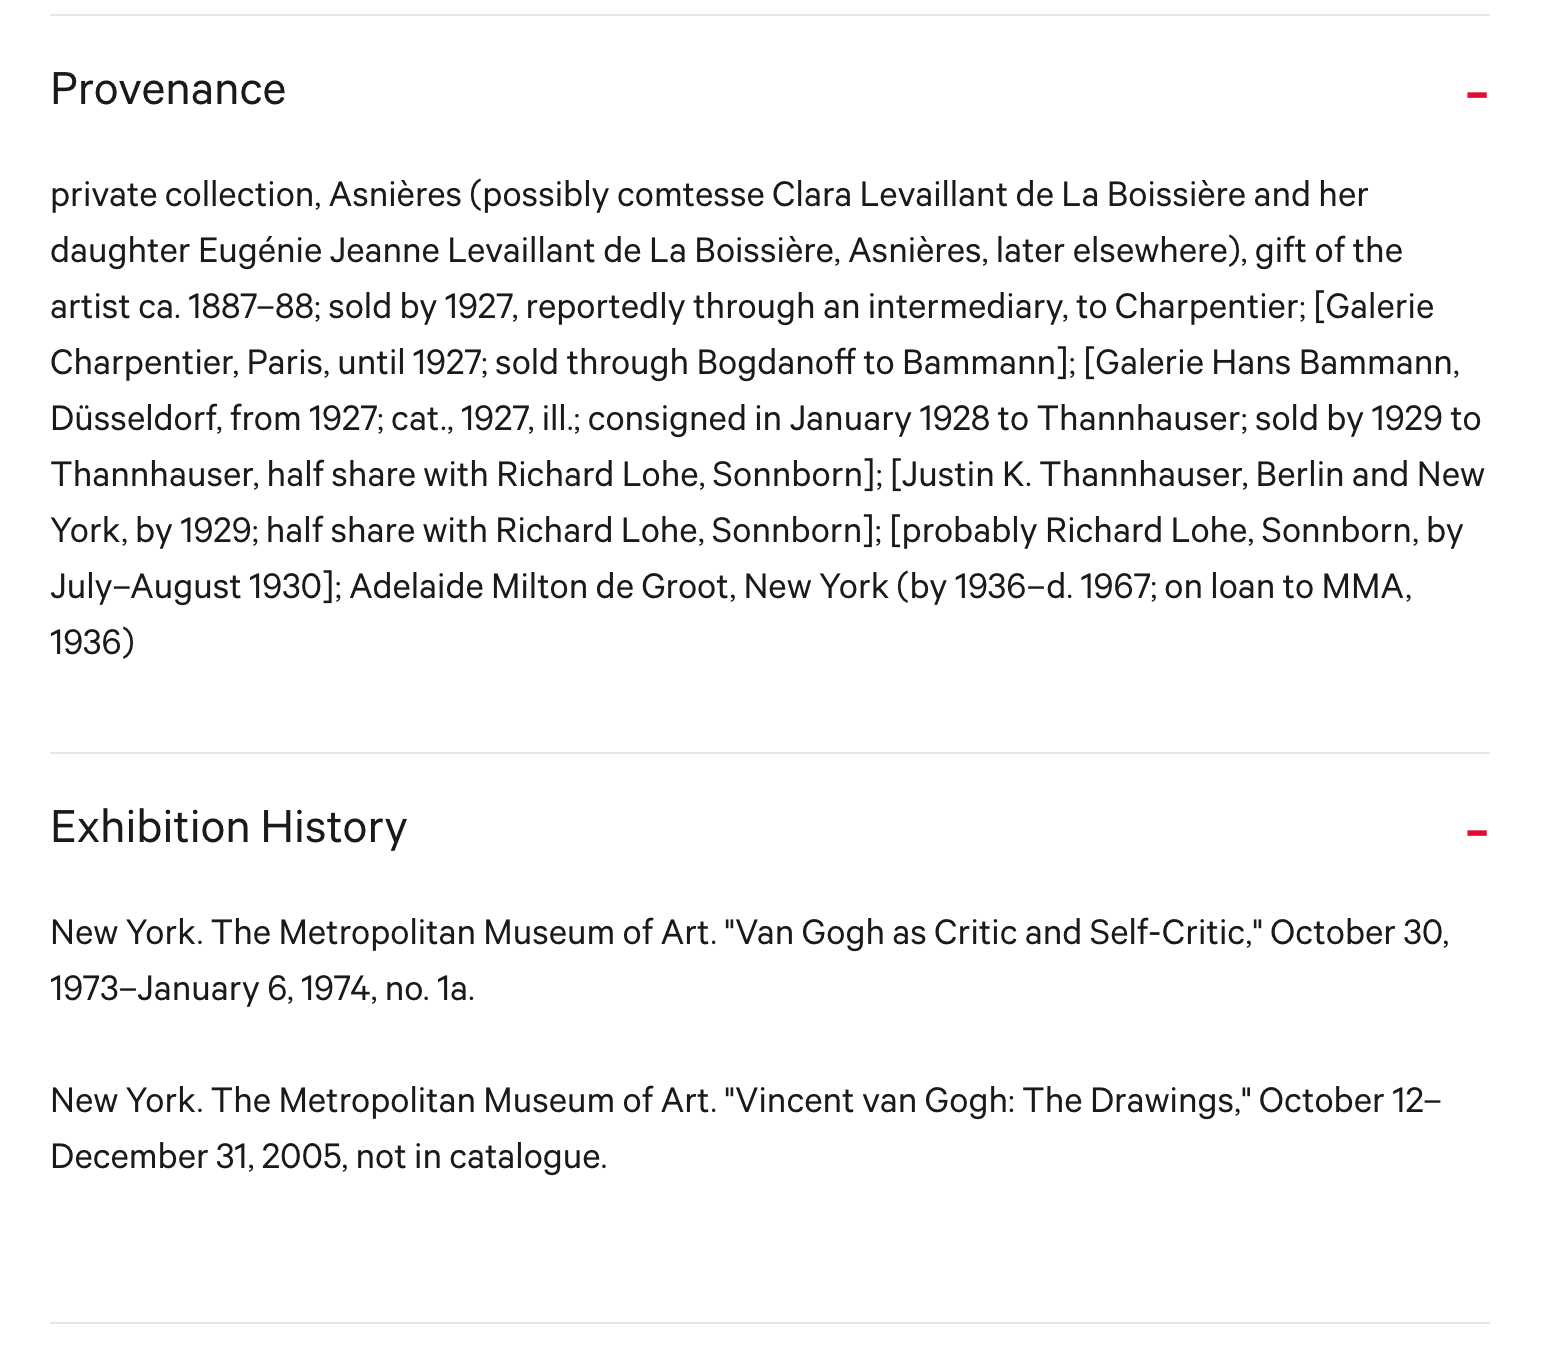 Provenance
private collection, Asnières (possibly comtesse Clara Levaillant de La Boissière and her
daughter Eugénie Jeanne Levaillant de La Boissière, Asnières, later elsewhere), gift of the
artist ca. 1887–88; sold by 1927, reportedly through an intermediary, to Charpentier; [Galerie
Charpentier, Paris, until 1927; sold through Bogdanoff to Bammann]; [Galerie Hans Bammann,
Düsseldorf, from 1927; cat., 1927, ill.; consigned in January 1928 to Thannhauser; sold by 1929 to
Thannhauser, half share with Richard Lohe, Sonnborn]; [Justin K. Thannhauser, Berlin and New
York, by 1929; half share with Richard Lohe, Sonnborn]; [probably Richard Lohe, Sonnborn, by
July–August 1930]; Adelaide Milton de Groot, New York (by 1936–d. 1967; on loan to MMA,
1936)
Exhibition History
New York. The Metropolitan Museum of Art. "Van Gogh as Critic and Self-Critic," October 30,
1973–January 6, 1974, no. 1a.
New York. The Metropolitan Museum of Art. "Vincent van Gogh: The Drawings," October 12–
December 31, 2005, not in catalogue.